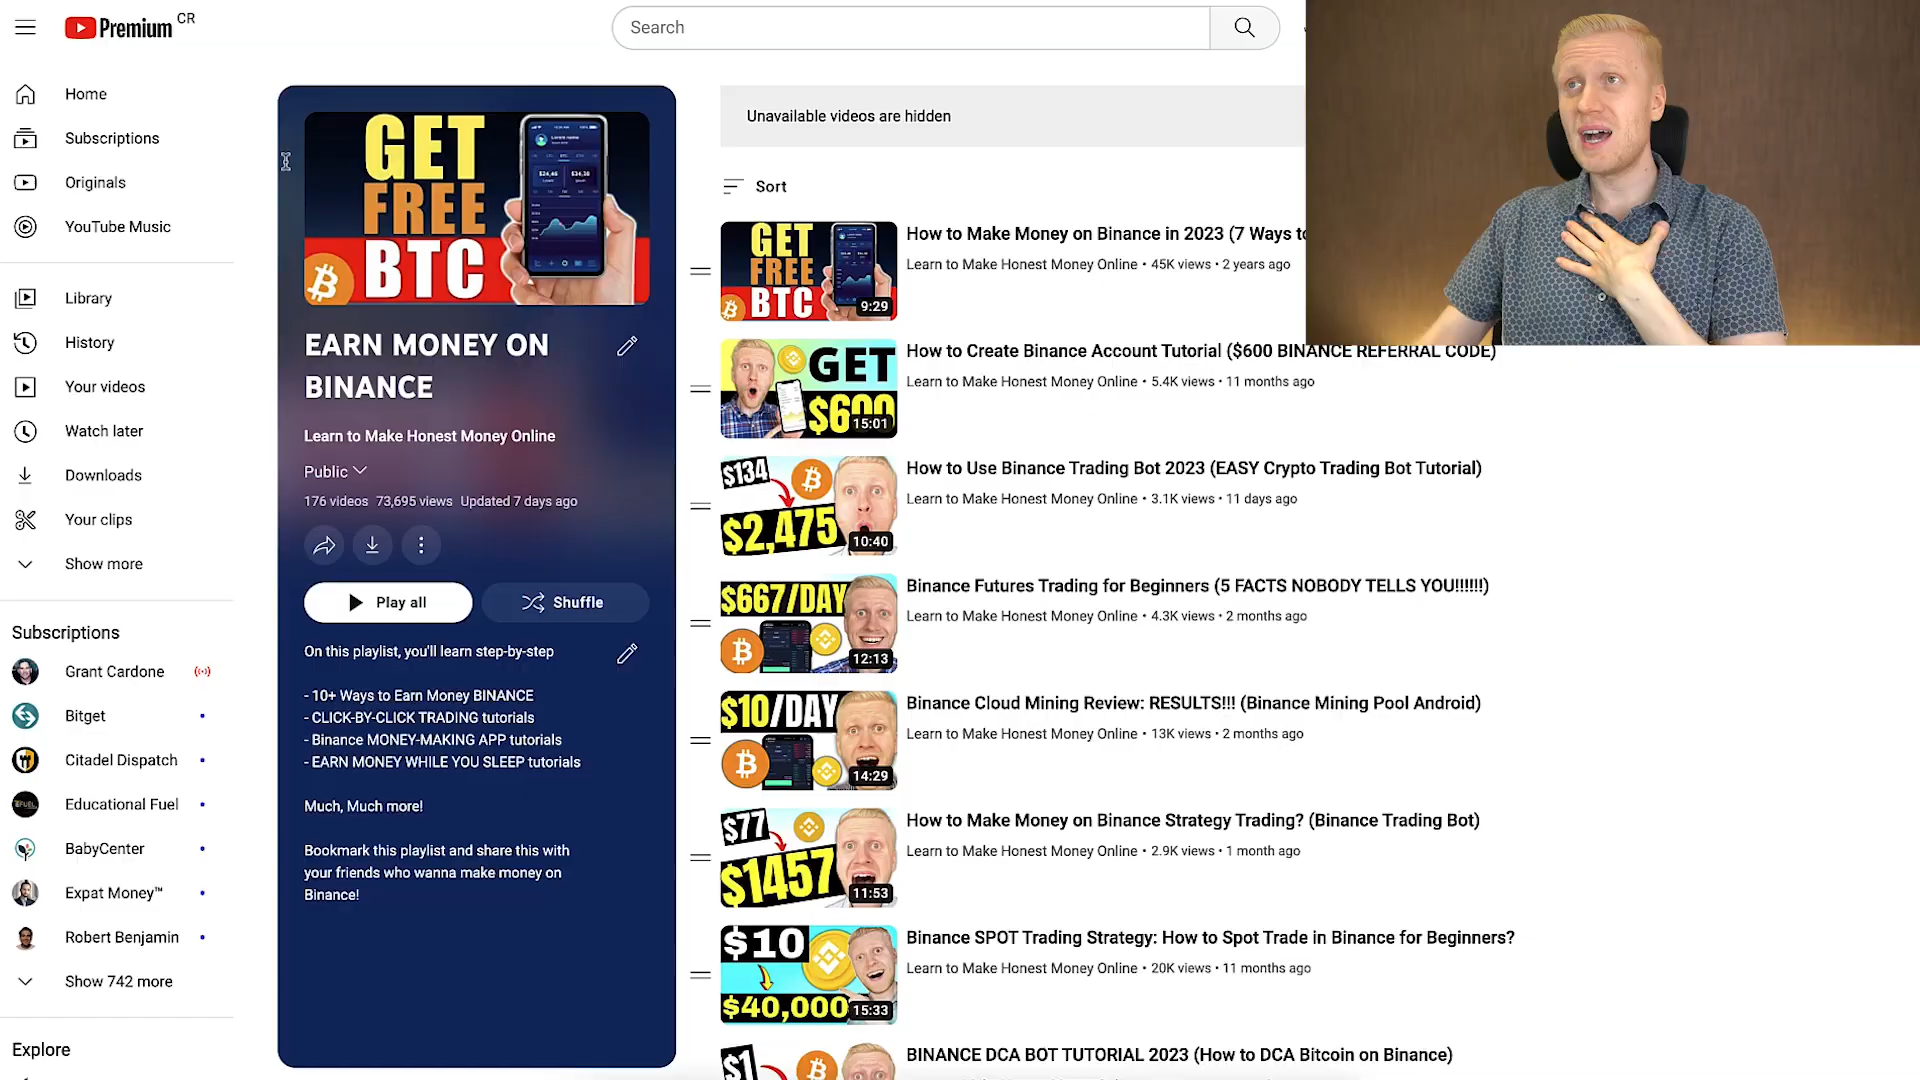 Premium CR
Search
Home
Subscriptions
Originals
YouTube Music
Library
History
Your videos
Watch later
Downloads
Your clips
Show more
Subscriptions
Grant Cardone
Bitget
Citadel Dispatch
Educational Fuel
BabyCenter
Expat Money™
Robert Benjamin
Show 742 more
Explore
GET
FREE
BTC
EARN MONEY ON
BINANCE
Learn to Make Honest Money Online
Public
176 videos 73,695 views Updated 7 days ago
Play all
Shuffle
On this playlist, you'll learn step-by-step
- 10+ Ways to Earn Money BINANCE
- CLICK-BY-CLICK TRADING tutorials
- Binance MONEY-MAKING APP tutorials
- EARN MONEY WHILE YOU SLEEP tutorials
Much, Much more!
Bookmark this playlist and share this with
your friends who wanna make money on
Binance!
Unavailable videos are hidden
Sort
GET
FREE
BTC
9:29
How to Make Money on Binance in 2023 (7 Ways to
Learn to Make Honest Money Online • 45K views • 2 years ago
GET
$600
15:01
How to Create Binance Account Tutorial ($600 BINANCE REFERRAL CODE)
Learn to Make Honest Money Online • 5.4K views • 11 months ago
$134
$2,475
10:40
How to Use Binance Trading Bot 2023 (EASY Crypto Trading Bot Tutorial)
Learn to Make Honest Money Online • 3.1K views • 11 days ago
$667/DAY
12:13
Binance Futures Trading for Beginners (5 FACTS NOBODY TELLS YOU!!!!!!)
Learn to Make Honest Money Online • 4.3K views • 2 months ago
$10/DAY
14:29
Binance Cloud Mining Review: RESULTS!!! (Binance Mining Pool Android)
Learn to Make Honest Money Online • 13K views • 2 months ago
$77
$1457
11:53
How to Make Money on Binance Strategy Trading? (Binance Trading Bot)
Learn to Make Honest Money Online • 2.9K views • 1 month ago
$10
$40,000
15:33
Binance SPOT Trading Strategy: How to Spot Trade in Binance for Beginners?
Learn to Make Honest Money Online • 20K views • 11 months ago
$1
BINANCE DCA BOT TUTORIAL 2023 (How to DCA Bitcoin on Binance)